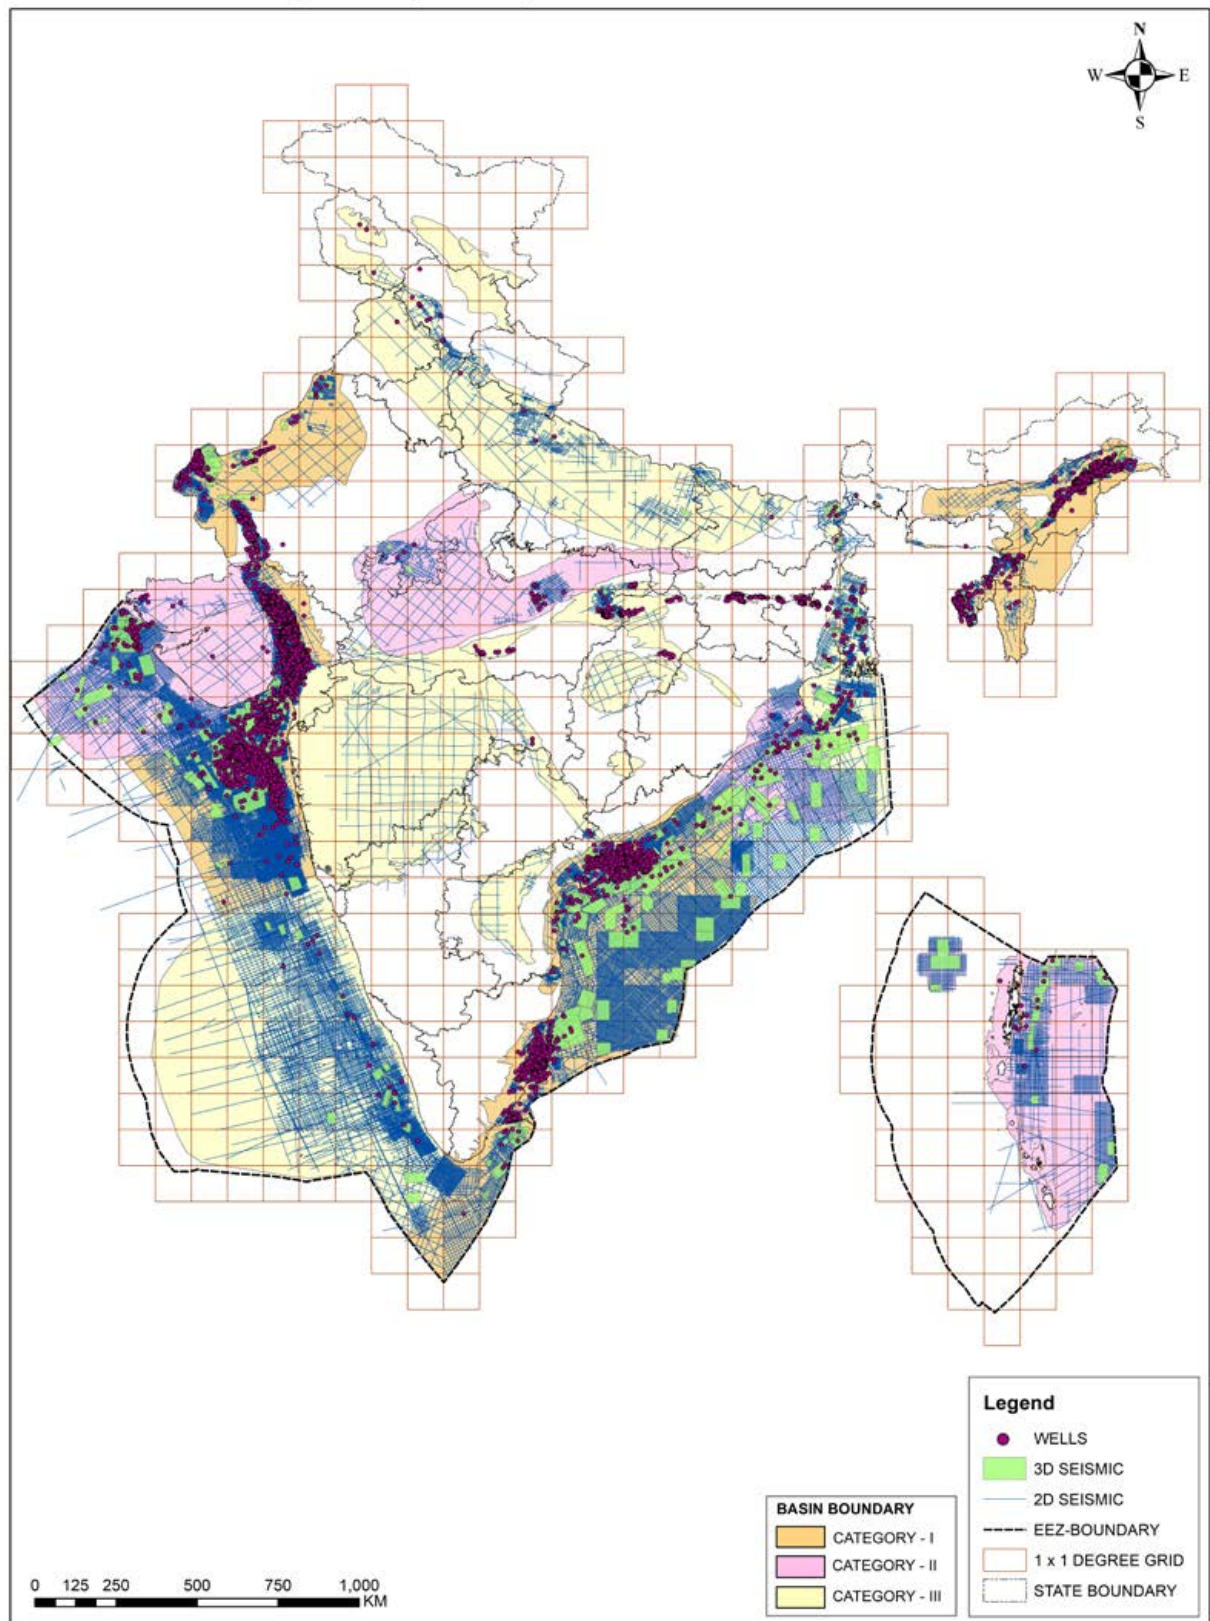 N
W E
S
Legend
WELLS
3D SEISMIC
2D SEISMIC
EEZ-BOUNDARY
1 x 1 DEGREE GRID
STATE BOUNDARY
BASIN BOUNDARY
CATEGORY - I
CATEGORY - II
CATEGORY - III
0 125 250 500 750 1,000
KM